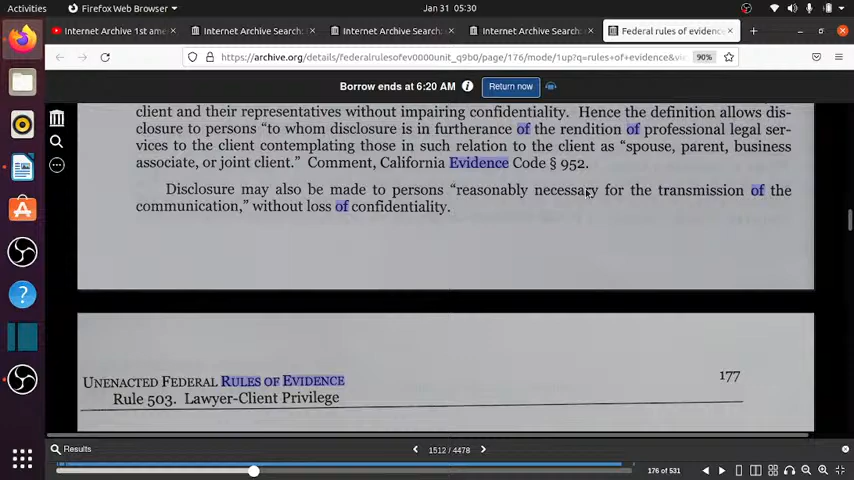 Activities
Firefox Web Browser
Jan 31 05:30
Internet Archive 1st ame
Internet Archive Search:
Internet Archive Search:
Internet Archive Search:
Federal rules of evidence
https://archive.org/details/federalrulesofev0000unit_q9b0/page/176/mode/1up?q=rules+of+evidence&vi
90%
Borrow ends at 6:20 AM
Return now
client and their representatives without impairing confidentiality. Hence the definition allows dis-
closure to persons “to whom disclosure is in furtherance of the rendition of professional legal ser-
vices to the client contemplating those in such relation to the client as “spouse, parent, business
associate, or joint client.” Comment, California Evidence Code § 952.
Disclosure may also be made to persons “reasonably necessary for the transmission of the
communication,” without loss of confidentiality.
UNENACTED FEDERAL RULES OF EVIDENCE
177
Rule 503. Lawyer-Client Privilege
Results
1512 / 4478
176 of 531